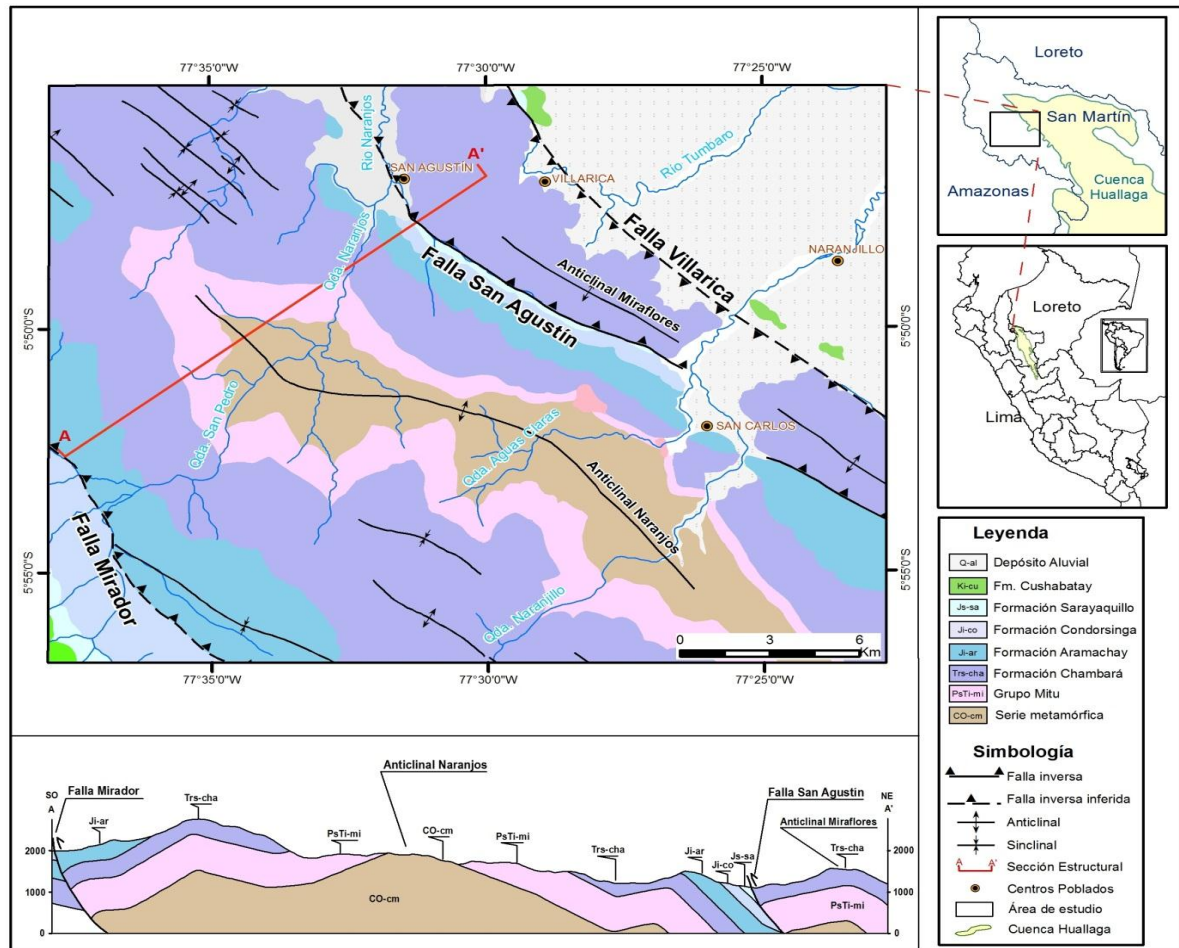 77°35'0"W
77°30'0"W
77°25'0"W
5°50'0"S
5°55'0"S
Rio Naranjos
A'
SAN AGUSTÍN
VILLARICA
Rio Tumbaro
Qda. Naranjos
Falla Villarica
NARANJILLO
Anticlinal Miraflores
Falla San Agustín
5°50'0"S
Qda. San Pedro
A
SAN CARLOS
Qda. Aguas Claras
Anticlinal Naranjos
Falla Mirador
5°55'0"S
Qda. Naranjillo
0
3
6
Km
77°35'0"W
77°30'0"W
77°25'0"W
Loreto
San Martín
Amazonas
Cuenca
Huallaga
Loreto
Lima
Leyenda
Q-al Depósito Aluvial
Ki-cu Fm. Cushabatay
Js-sa Formación Sarayaquillo
Ji-co Formación Condorsinga
Ji-ar Formación Aramachay
Trs-cha Formación Chambará
PsTi-mi Grupo Mitu
CO-cm Serie metamórfica
Simbología
Falla inversa
Falla inversa inferida
Anticlinal
Sinclinal
A A' Sección Estructural
Centros Poblados
Área de estudio
Cuenca Huallaga
SO
A
Falla Mirador
Ji-ar
Trs-cha
Anticlinal Naranjos
PsTi-mi
CO-cm
PsTi-mi
Trs-cha
Ji-ar
Ji-co
Js-sa
Falla San Agustin
Anticlinal Miraflores
Trs-cha
NE
A'
2000
1000
0
CO-cm
PsTi-mi
2000
1000
0